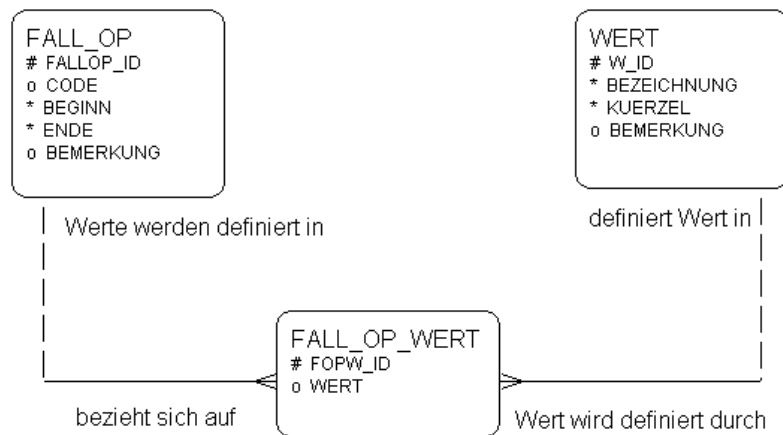 FALL_OP
# FALLOP_ID
o CODE
* BEGINN
* ENDE
o BEMERKUNG
WERT
# W_ID
* BEZEICHNUNG
* KUERZEL
o BEMERKUNG
Werte werden definiert in
definiert Wert in
FALL_OP_WERT
# FOPW_ID
o WERT
bezieht sich auf
Wert wird definiert durch